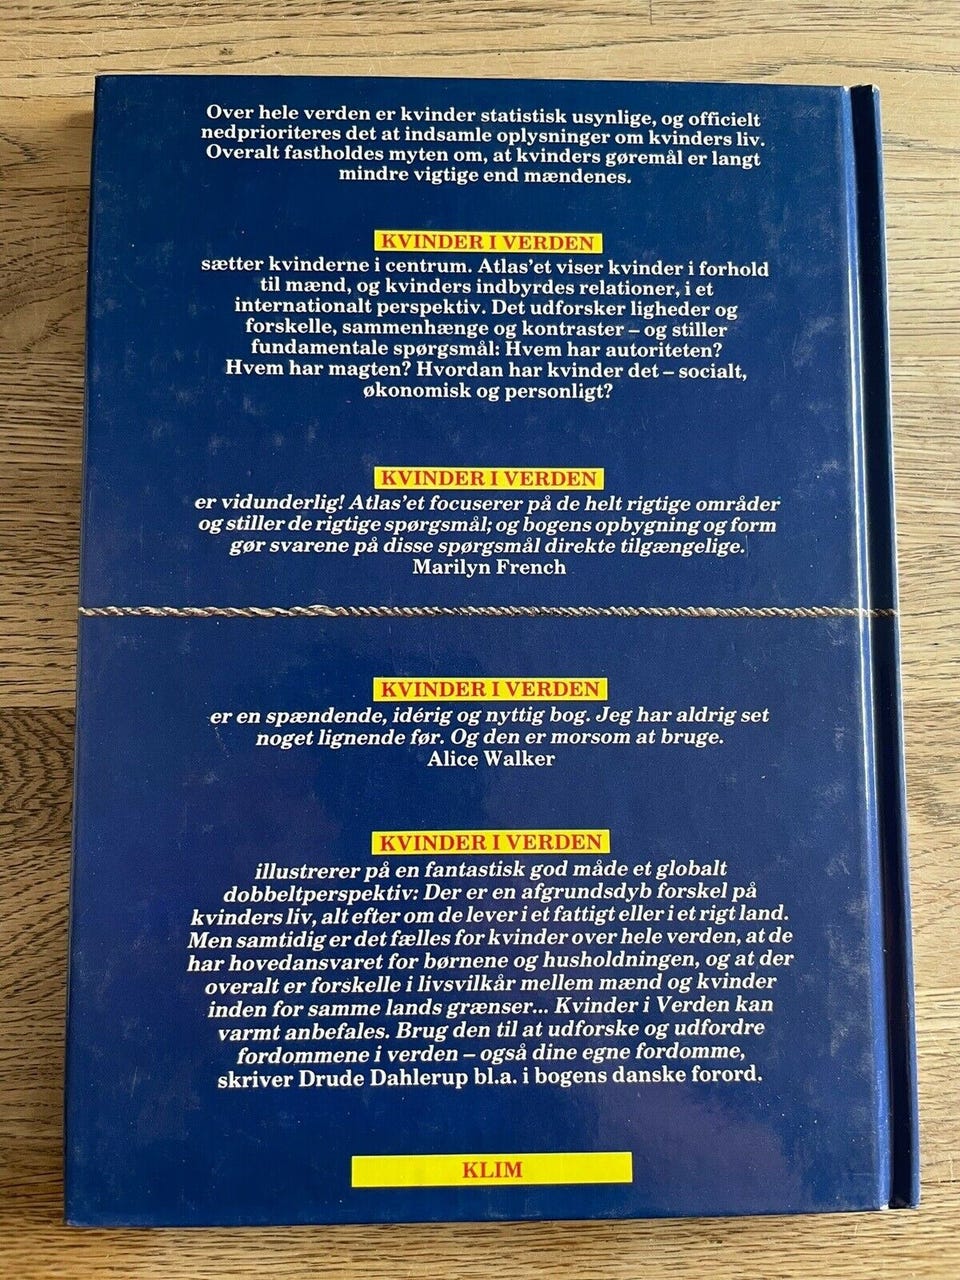 Over hele verden er kvinder statistisk usynlige, og officielt
nedprioriteres det at indsamle oplysninger om kvinders liv.
Overalt fastholdes myten om, at kvinders gøremål er langt
mindre vigtige end mændenes.
KVINDER I VERDEN
sætter kvinderne i centrum. Atlas'et viser kvinder i forhold
til mænd, og kvinders indbyrdes relationer, i et
internationalt perspektiv. Det udforsker ligheder og
forskelle, sammenhænge og kontraster – og stiller
fundamentale spørgsmål: Hvem har autoriteten?
Hvem har magten? Hvordan har kvinder det – socialt,
økonomisk og personligt?
KVINDER I VERDEN
er vidunderlig! Atlas'et focuserer på de helt rigtige områder
og stiller de rigtige spørgsmål; og bogens opbygning og form
gør svarene på disse spørgsmål direkte tilgængelige.
Marilyn French
KVINDER I VERDEN
er en spændende, idérig og nyttig bog. Jeg har aldrig set
noget lignende før. Og den er morsom at bruge.
Alice Walker
KVINDER I VERDEN
illustrerer på en fantastisk god måde et globalt
dobbeltperspektiv: Der er en afgrundsdyb forskel på
kvinders liv, alt efter om de lever i et fattigt eller i et rigt land.
Men samtidig er det fælles for kvinder over hele verden, at de
har hovedansvaret for børnene og husholdningen, og at der
overalt er forskelle i livsvilkår mellem mænd og kvinder
inden for samme lands grænser... Kvinder i Verden kan
varmt anbefales. Brug den til at udforske og udfordre
fordommene i verden – også dine egne fordomme,
skriver Drude Dahlerup bl.a. i bogens danske forord.
KLIM